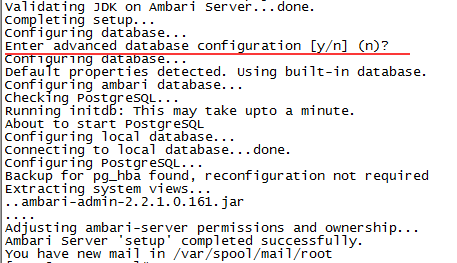 Validating JDK on Ambari Server...done.
Completing setup...
Configuring database...
Enter advanced database configuration [y/n] (n)?
Configuring database...
Default properties detected. Using built-in database.
Configuring ambari database...
Checking PostgreSQL...
Running initdb: This may take upto a minute.
About to start PostgreSQL
Configuring local database...
Connecting to local database...done.
Configuring PostgreSQL...
Backup for pg_hba found, reconfiguration not required
Extracting system views...
..ambari-admin-2.2.1.0.161.jar
....
Adjusting ambari-server permissions and ownership...
Ambari Server 'setup' completed successfully.
You have new mail in /var/spool/mail/root